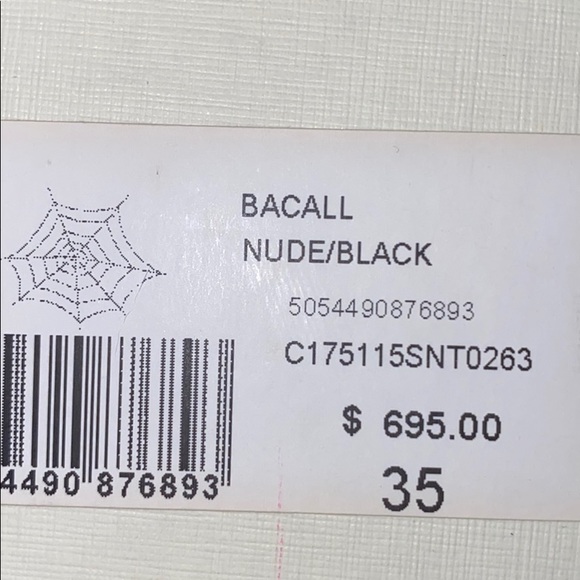 BACALL
NUDE/BLACK
5054490876893
C175115SNT0263
$ 695.00
4490 876893
35